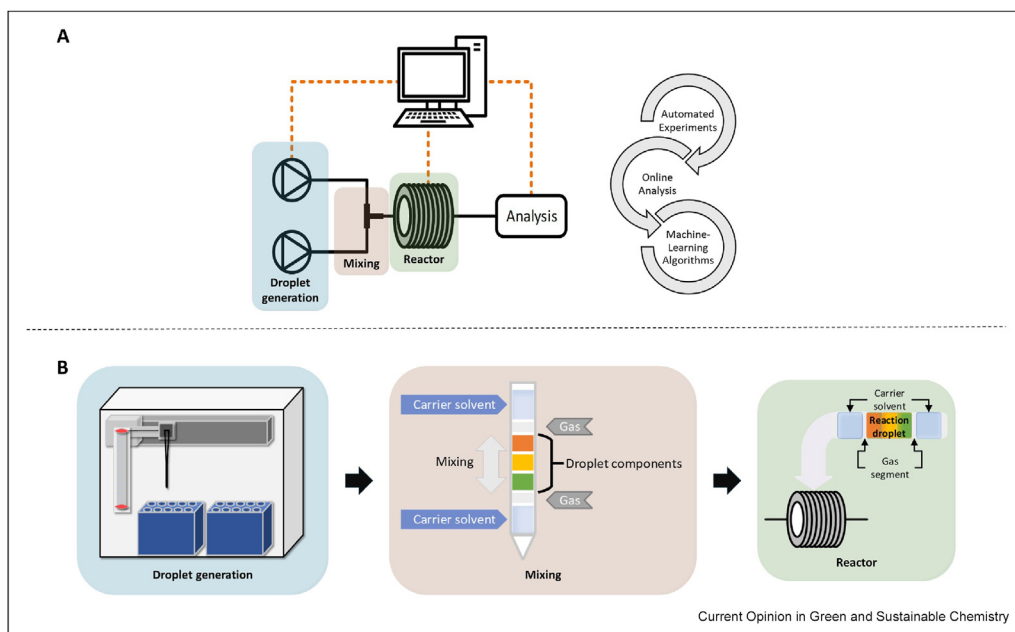 A
Automated
Experiments
Online
Analysis
Machine-
Learning
Algorithms
Analysis
Mixing
Reactor
Droplet
generation
B
Carrier solvent
Gas
Mixing
Droplet components
Gas
Carrier solvent
Carrier
solvent
Reaction
droplet
Gas
segment
Droplet generation
Mixing
Reactor
Current Opinion in Green and Sustainable Chemistry